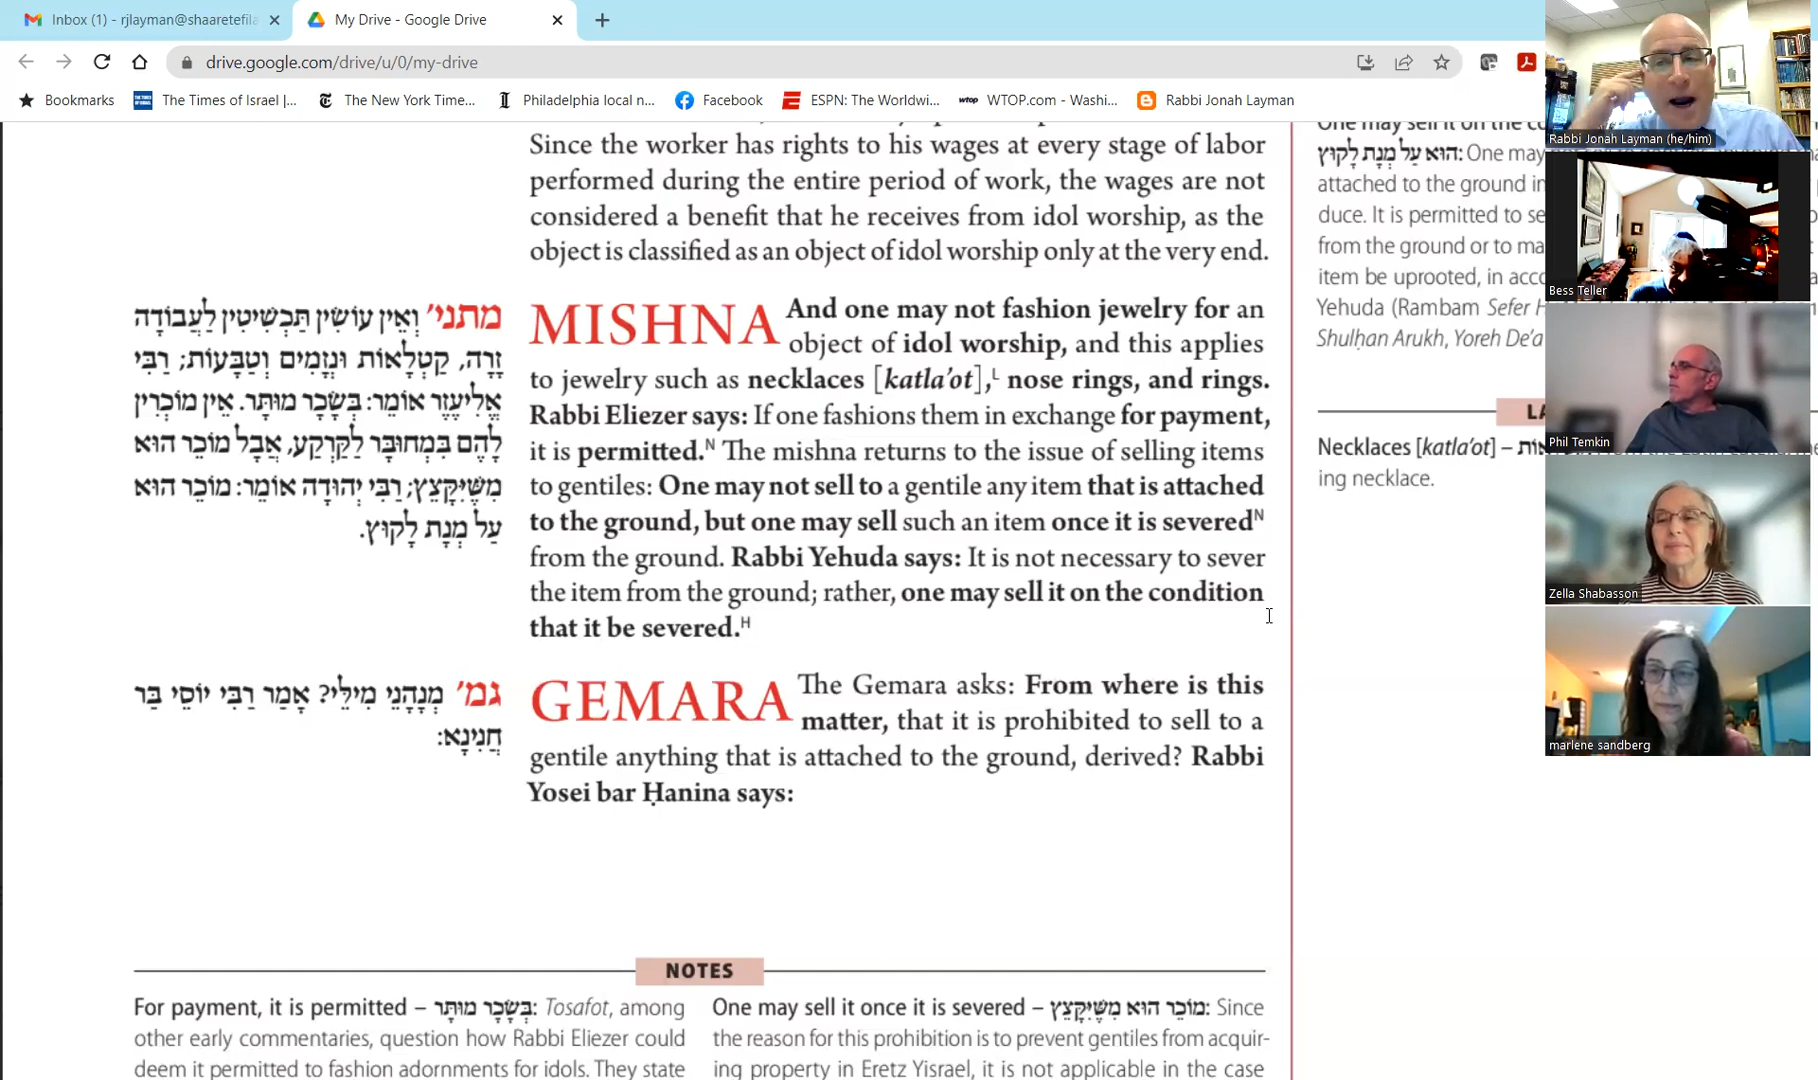 Inbox (1) - rjlayman@shaaretefila
My Drive - Google Drive
drive.google.com/drive/u/0/my-drive
Bookmarks
The Times of Israel |...
The New York Time...
Philadelphia local n...
Facebook
ESPN: The Worldwi...
WTOP.com - Washi...
Rabbi Jonah Layman
Since the worker has rights to his wages at every stage of labor
performed during the entire period of work, the wages are not
considered a benefit that he receives from idol worship, as the
object is classified as an object of idol worship only at the very end.
מתני׳ וְאֵין עוֹשִׂין תַּכְשִׁיטִין לַעֲבוֹדָה
זָרָה, קַטְלָאוֹת וּנְזָמִים וְטַבָּעוֹת; רַבִּי
אֱלִיעֶזֶר אוֹמֵר: בְּשָׂכָר מוּתָּר. אֵין מוֹכְרִין
לָהֶם בִּמְחוּבָּר לַקַּרְקַע, אֲבָל מוֹכֵר הוּא
מִשֶּׁיִּקָּצֵץ; רַבִּי יְהוּדָה אוֹמֵר: מוֹכֵר הוּא
עַל מְנָת לָקוּץ.
MISHNA And one may not fashion jewelry for an
object of idol worship, and this applies
to jewelry such as necklaces [katla'ot],L nose rings, and rings.
Rabbi Eliezer says: If one fashions them in exchange for payment,
it is permitted.N The mishna returns to the issue of selling items
to gentiles: One may not sell to a gentile any item that is attached
to the ground, but one may sell such an item once it is severedN
from the ground. Rabbi Yehuda says: It is not necessary to sever
the item from the ground; rather, one may sell it on the condition
that it be severed.H
גמ׳ מְנָהָנֵי מִילֵּי? אָמַר רַבִּי יוֹסֵי בַּר
חֲנִינָא:
GEMARA The Gemara asks: From where is this
matter, that it is prohibited to sell to a
gentile anything that is attached to the ground, derived? Rabbi
Yosei bar Ḥanina says:
NOTES
For payment, it is permitted – בְּשָׂכָר מוּתָּר: Tosafot, among
other early commentaries, question how Rabbi Eliezer could
deem it permitted to fashion adornments for idols. They state
One may sell it once it is severed – מוֹכֵר הוּא מִשֶּׁיִּקָּצֵץ: Since
the reason for this prohibition is to prevent gentiles from acquir-
ing property in Eretz Yisrael, it is not applicable in the case
One may sell it on the co
הוּא עַל מְנָת לָקוּץ: One may
attached to the ground in
duce. It is permitted to se
from the ground or to ma
item be uprooted, in acco
Yehuda (Rambam Sefer H
Shulḥan Arukh, Yoreh De'a
LA
Necklaces [katla'ot] –
ing necklace.
Rabbi Jonah Layman (he/him)
Bess Teller
Phil Temkin
Zella Shabasson
marlene sandberg